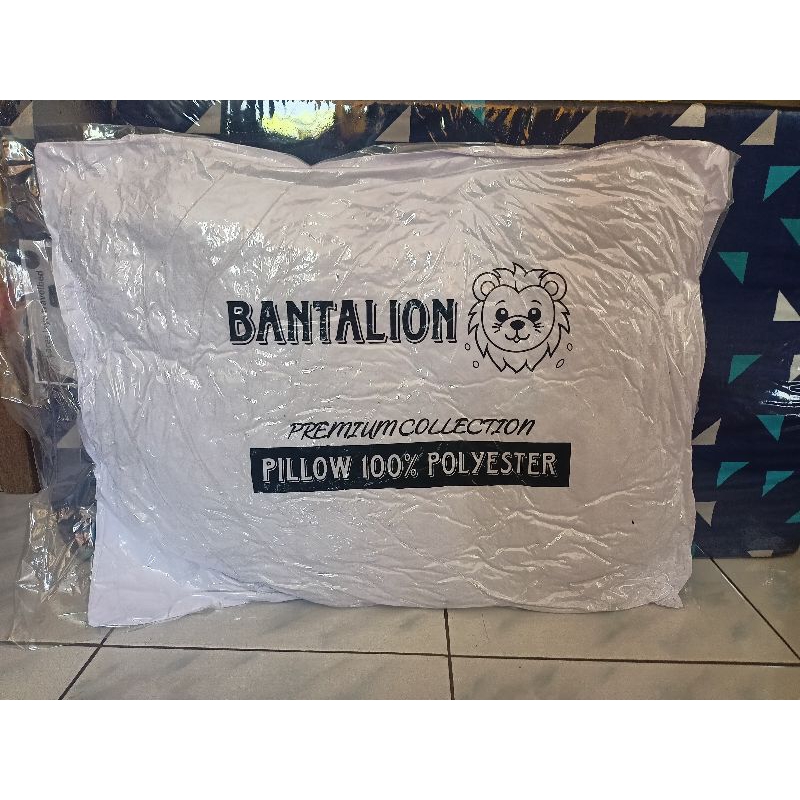 BANTALION
PREMIUM COLLECTION
PILLOW 100% POLYESTER